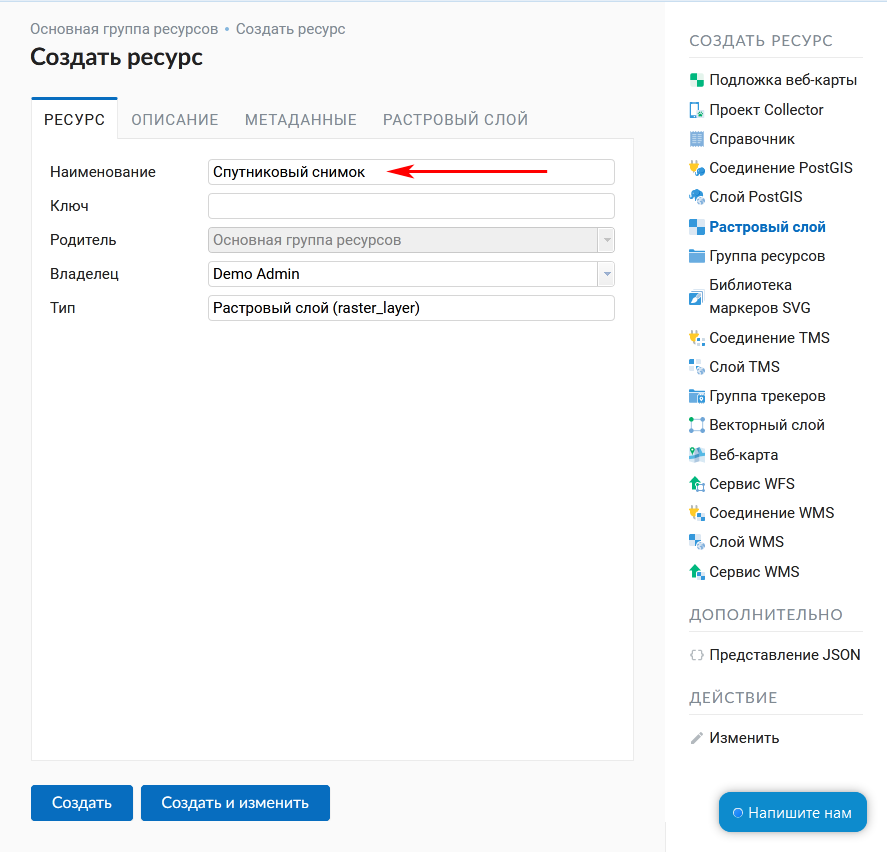 Основная группа ресурсов • Создать ресурс
Создать ресурс
РЕСУРС ОПИСАНИЕ МЕТАДАННЫЕ РАСТРОВЫЙ СЛОЙ
Наименование Спутниковый снимок
Ключ
Родитель Основная группа ресурсов
Владелец Demo Admin
Тип Растровый слой (raster_layer)
Создать Создать и изменить
СОЗДАТЬ РЕСУРС
Подложка веб-карты
Проект Collector
Справочник
Соединение PostGIS
Слой PostGIS
Растровый слой
Группа ресурсов
Библиотека
маркеров SVG
Соединение TMS
Слой TMS
Группа трекеров
Векторный слой
Веб-карта
Сервис WFS
Соединение WMS
Слой WMS
Сервис WMS
ДОПОЛНИТЕЛЬНО
Представление JSON
ДЕЙСТВИЕ
Изменить
Напишите нам